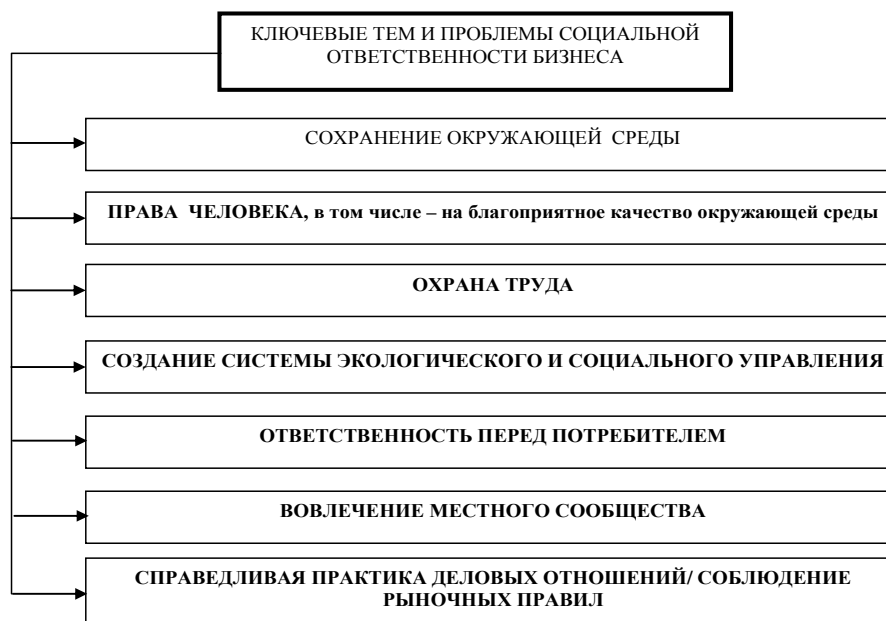 КЛЮЧЕВЫЕ ТЕМ И ПРОБЛЕМЫ СОЦИАЛЬНОЙ
ОТВЕТСТВЕННОСТИ БИЗНЕСА
СОХРАНЕНИЕ ОКРУЖАЮЩЕЙ СРЕДЫ
ПРАВА ЧЕЛОВЕКА, в том числе – на благоприятное качество окружающей среды
ОХРАНА ТРУДА
СОЗДАНИЕ СИСТЕМЫ ЭКОЛОГИЧЕСКОГО И СОЦИАЛЬНОГО УПРАВЛЕНИЯ
ОТВЕТСТВЕННОСТЬ ПЕРЕД ПОТРЕБИТЕЛЕМ
ВОВЛЕЧЕНИЕ МЕСТНОГО СООБЩЕСТВА
СПРАВЕДЛИВАЯ ПРАКТИКА ДЕЛОВЫХ ОТНОШЕНИЙ/ СОБЛЮДЕНИЕ
РЫНОЧНЫХ ПРАВИЛ